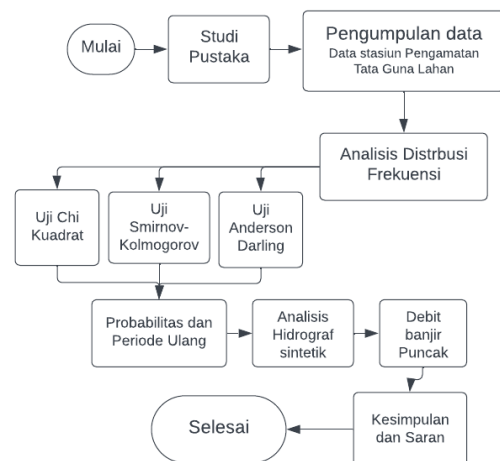 Mulai
Studi
Pustaka
Pengumpulan data
Data stasiun Pengamatan
Tata Guna Lahan
Analisis Distrbusi
Frekuensi
Uji Chi
Kuadrat
Uji
Smirnov-
Kolmogorov
Uji
Anderson
Darling
Probabilitas dan
Periode Ulang
Analisis
Hidrograf
sintetik
Debit
banjir
Puncak
Kesimpulan
dan Saran
Selesai